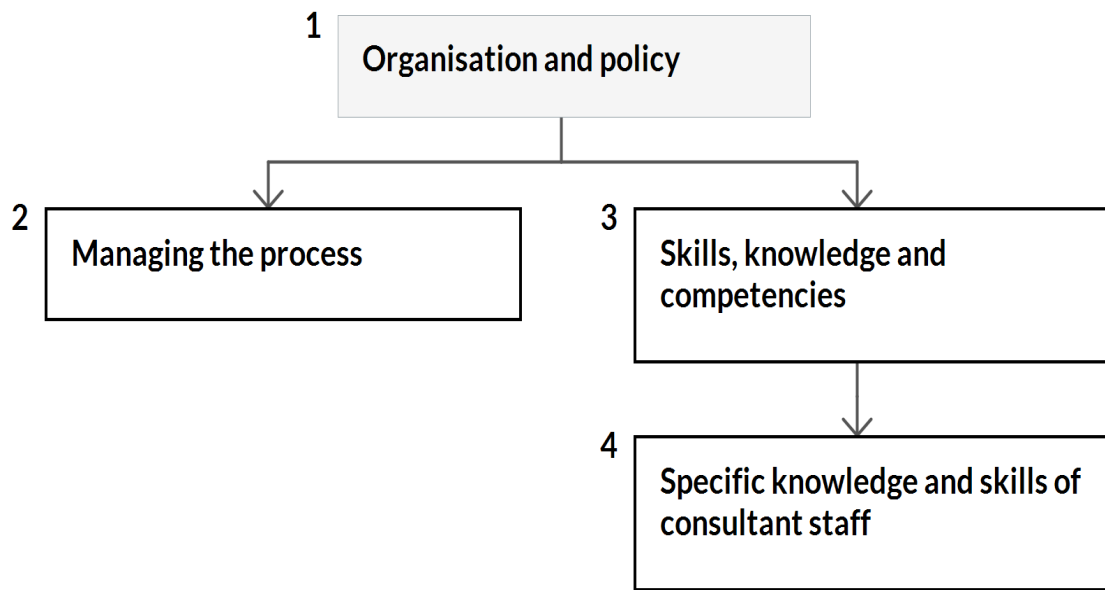 1
Organisation and policy
2
Managing the process
3
Skills, knowledge and
competencies
4
Specific knowledge and skills of
consultant staff